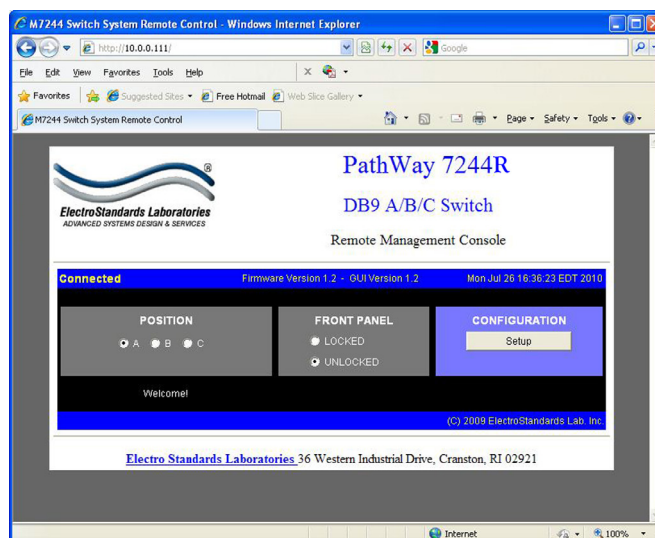 M7244 Switch System Remote Control - Windows Internet Explorer
http://10.0.0.111/
Google
File Edit View Favorites Tools Help
x
Favorites Suggested Sites Free Hotmail Web Slice Gallery
M7244 Switch System Remote Control
Page Safety Tools
®
ElectroStandards Laboratories
ADVANCED SYSTEMS DESIGN & SERVICES
PathWay 7244R
DB9 A/B/C Switch
Remote Management Console
Connected Firmware Version 1.2 - GUI Version 1.2 Mon Jul 26 16:36:23 EDT 2010
POSITION
A B C
FRONT PANEL
LOCKED
UNLOCKED
CONFIGURATION
Setup
Welcome!
(C) 2009 ElectroStandards Lab. Inc.
Electro Standards Laboratories 36 Western Industrial Drive, Cranston, RI 02921
Internet 100%